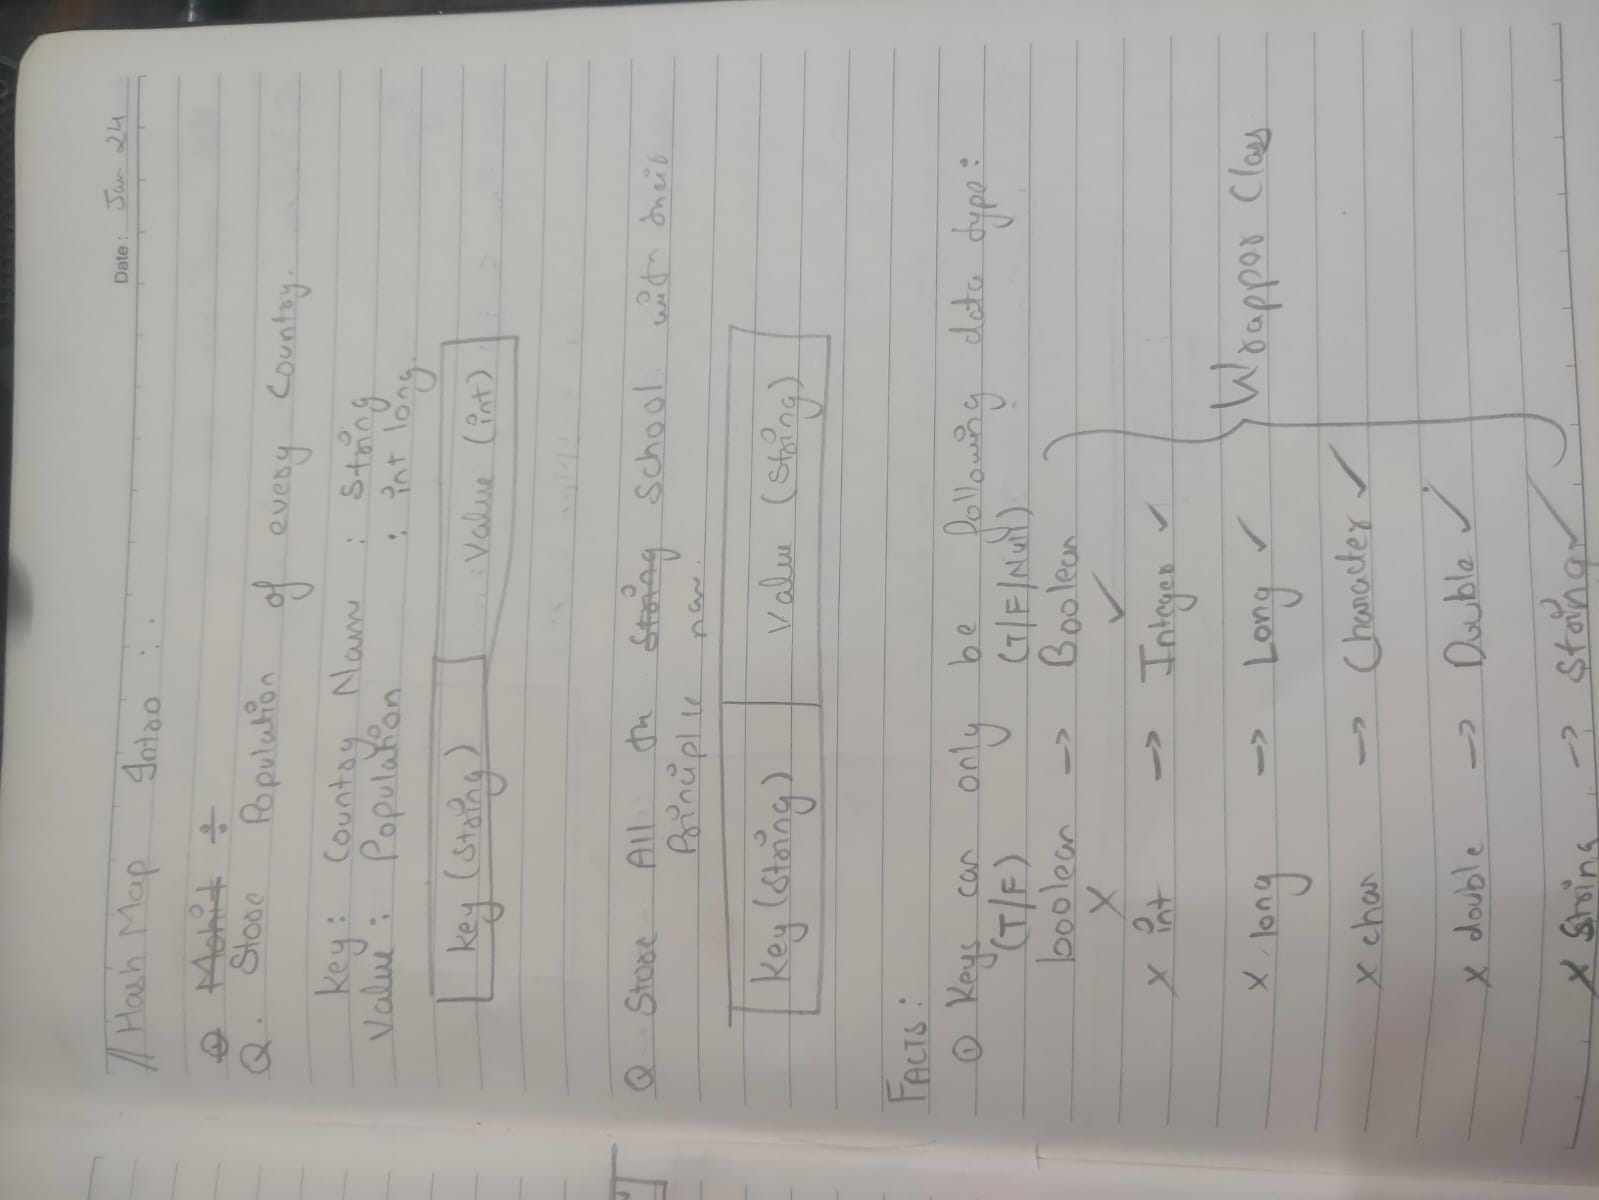 Date: Jan 24
// Hash Map Intro :
① Mohit ÷
Q. Store Population of every Country.
key: Country Nam : String
Value: Population : int long.
key (String) Value (int)
Q Store All the String School with their
Principle nam.
key (String) value (String)
FACTS:
① Keys can only be following data type:
(T/F) (T/F/Null)
boolean -> Boolean
X ✓
X int -> Integer ✓
X long -> Long ✓
X char -> Character ✓
X double -> Double ✓
X String -> String ✓
Wrappar Class